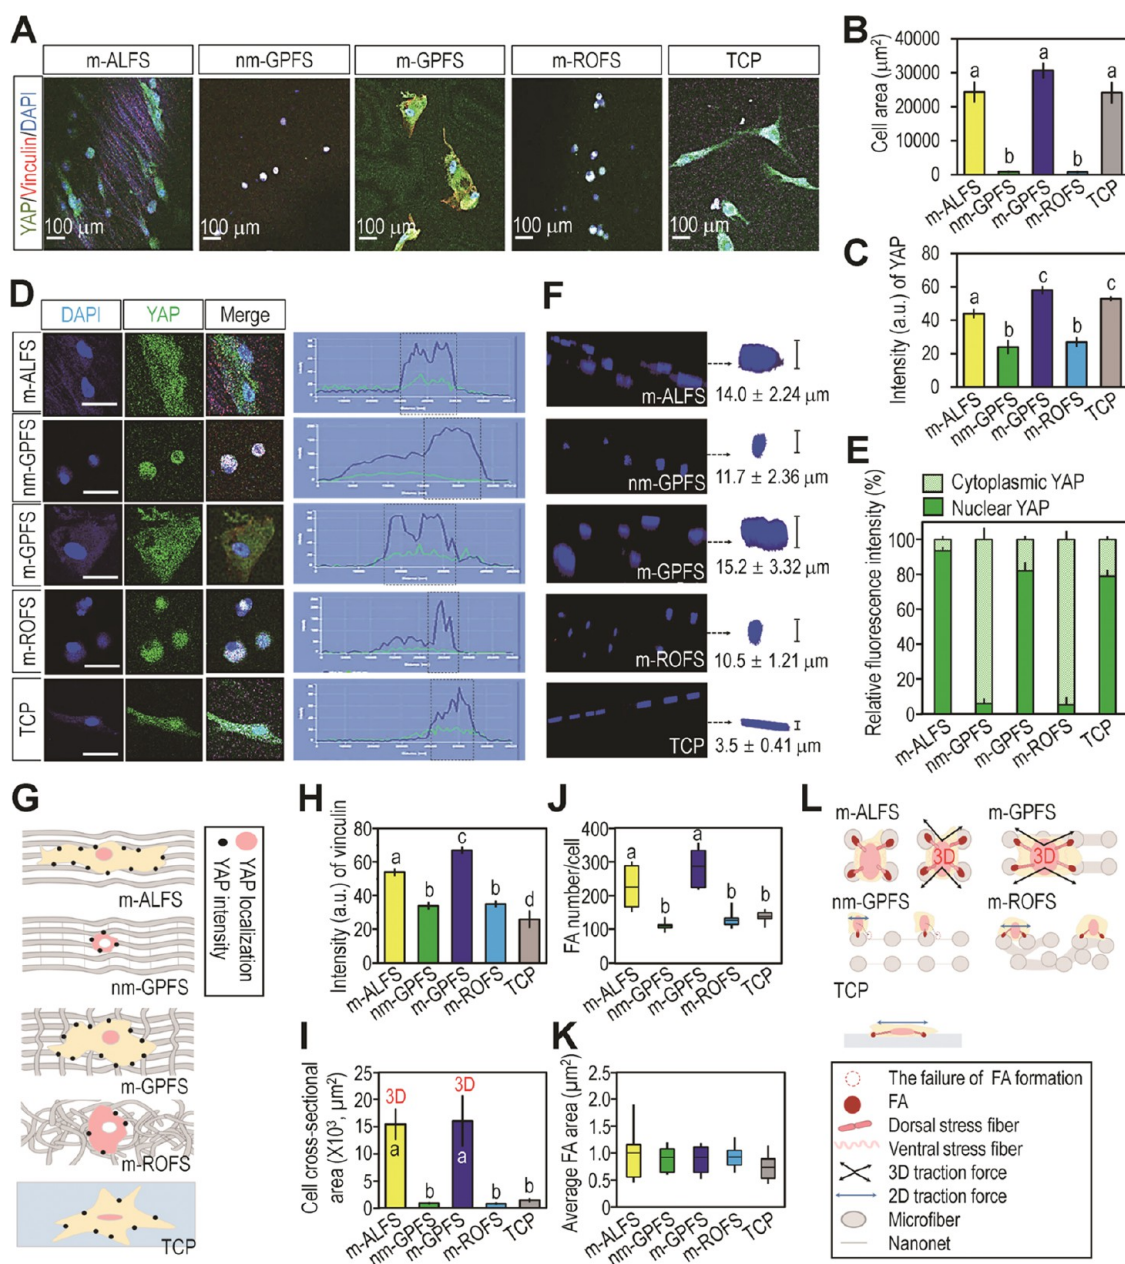 A
m-ALFS
nm-GPFS
m-GPFS
m-ROFS
TCP
YAP/Vinculin/DAPI
100 μm
100 μm
100 μm
100 μm
100 μm
B
Cell area (μm²)
40000
30000
20000
10000
0
a
b
a
b
a
m-ALFS
nm-GPFS
m-GPFS
m-ROFS
TCP
C
Intensity (a.u.) of YAP
80
60
40
20
0
a
b
c
b
c
m-ALFS
nm-GPFS
m-GPFS
m-ROFS
TCP
D
DAPI
YAP
Merge
m-ALFS
nm-GPFS
m-GPFS
m-ROFS
TCP
F
m-ALFS
14.0 ± 2.24 μm
nm-GPFS
11.7 ± 2.36 μm
m-GPFS
15.2 ± 3.32 μm
m-ROFS
10.5 ± 1.21 μm
TCP
3.5 ± 0.41 μm
E
Cytoplasmic YAP
Nuclear YAP
Relative fluorescence intensity (%)
100
80
60
40
20
0
m-ALFS
nm-GPFS
m-GPFS
m-ROFS
TCP
G
m-ALFS
nm-GPFS
m-GPFS
m-ROFS
TCP
YAP localization
YAP intensity
H
Intensity (a.u.) of vinculin
80
60
40
20
0
a
b
c
b
d
m-ALFS
nm-GPFS
m-GPFS
m-ROFS
TCP
J
FA number/cell
400
300
200
100
0
a
b
a
b
b
m-ALFS
nm-GPFS
m-GPFS
m-ROFS
TCP
I
Cell cross-sectional
area (X10³, μm²)
25
20
15
10
5
0
3D
a
b
3D
a
b
b
m-ALFS
nm-GPFS
m-GPFS
m-ROFS
TCP
K
Average FA area (μm²)
2.5
2.0
1.5
1.0
0.5
0
m-ALFS
nm-GPFS
m-GPFS
m-ROFS
TCP
L
m-ALFS
m-GPFS
3D
3D
nm-GPFS
m-ROFS
TCP
The failure of FA formation
FA
Dorsal stress fiber
Ventral stress fiber
3D traction force
2D traction force
Microfiber
Nanonet